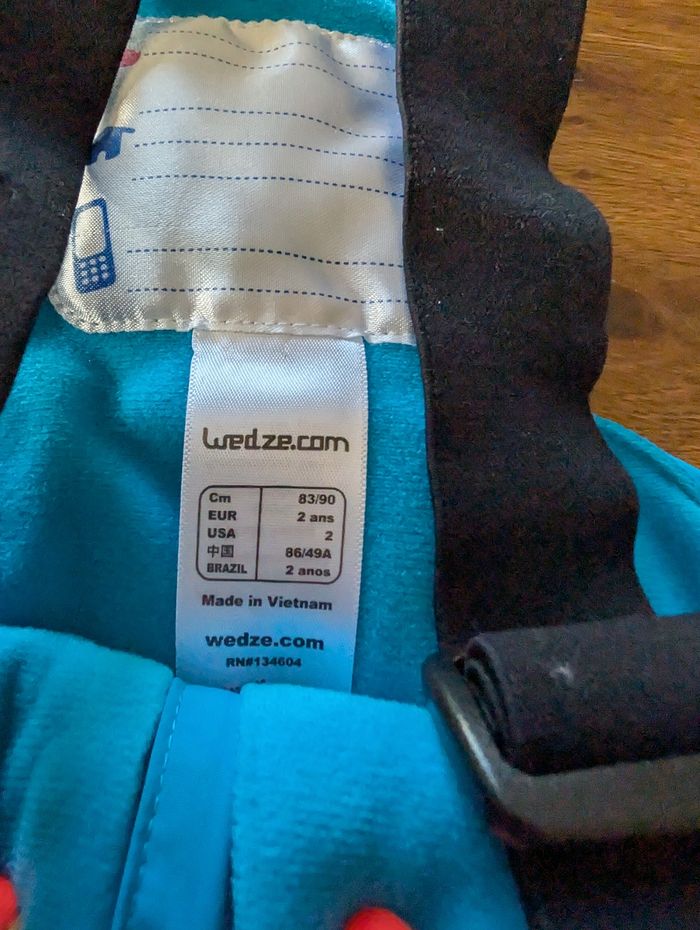 wedze.com
Cm 83/90
EUR 2 ans
USA 2
中国 86/49A
BRAZIL 2 anos
Made in Vietnam
wedze.com
RN#134604